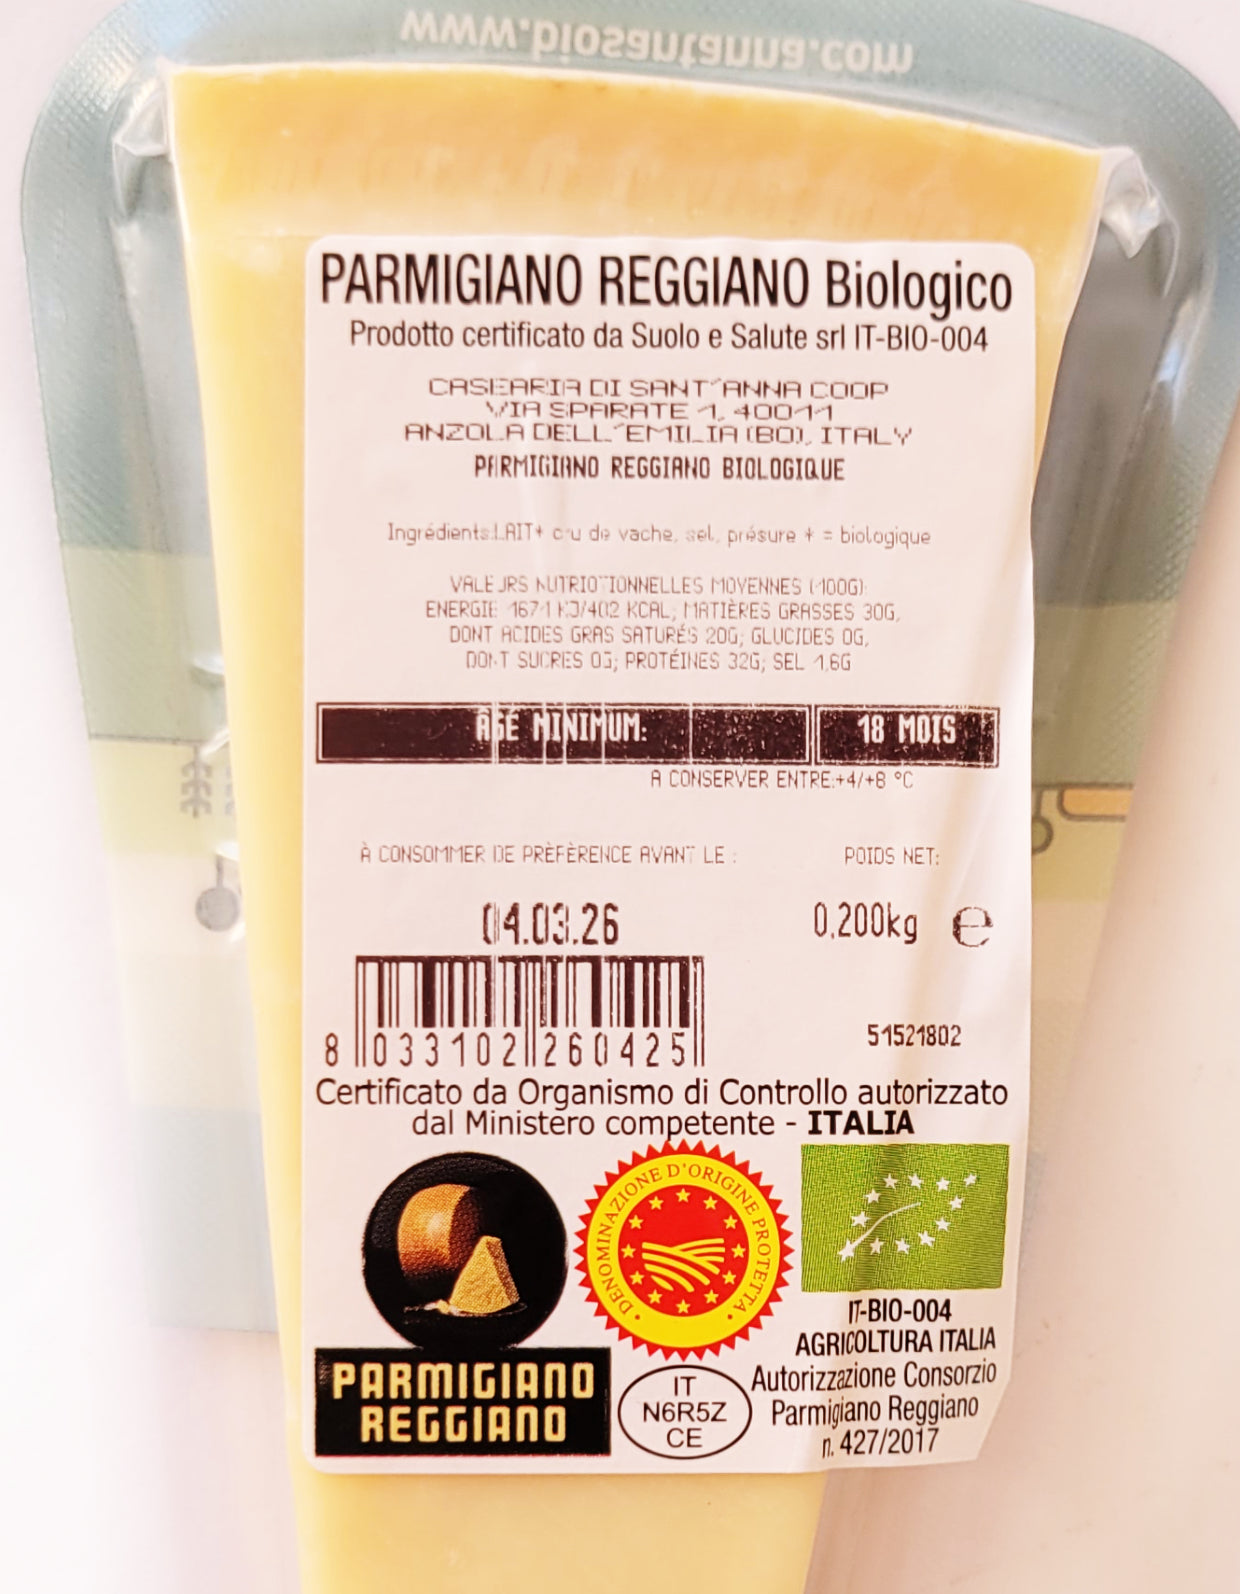 www.biosantanna.com
PARMIGIANO REGGIANO Biologico
Prodotto certificato da Suolo e Salute srl IT-BIO-004
CASEARIA DI SANT'ANNA COOP
VIA SPARATE 1, 40011
ANZOLA DELL'EMILIA (BO), ITALY
PARMIGIANO REGGIANO BIOLOGIQUE
Ingrédients:LAIT* cru de vache, sel, présure * = biologique
VALEURS NUTRIOTIONNELLES MOYENNES (100G):
ENERGIE 1671 KJ/402 KCAL; MATIÈRES GRASSES 30G,
DONT ACIDES GRAS SATURÉS 20G; GLUCIDES 0G,
DONT SUCRES 0G; PROTÉINES 32G; SEL 1,6G
ÂGE MINIMUM: 18 MOIS
A CONSERVER ENTRE:+4/+8 °C
À CONSOMMER DE PRÈFÈRENCE AVANT LE : POIDS NET:
04.03.26 0,200kg ℮
51521802
8 033102 260425
Certificato da Organismo di Controllo autorizzato
dal Ministero competente - ITALIA
DENOMINAZIONE D'ORIGINE PROTETTA
PARMIGIANO
REGGIANO
IT
N6R5Z
CE
IT-BIO-004
AGRICOLTURA ITALIA
Autorizzazione Consorzio
Parmigiano Reggiano
n. 427/2017